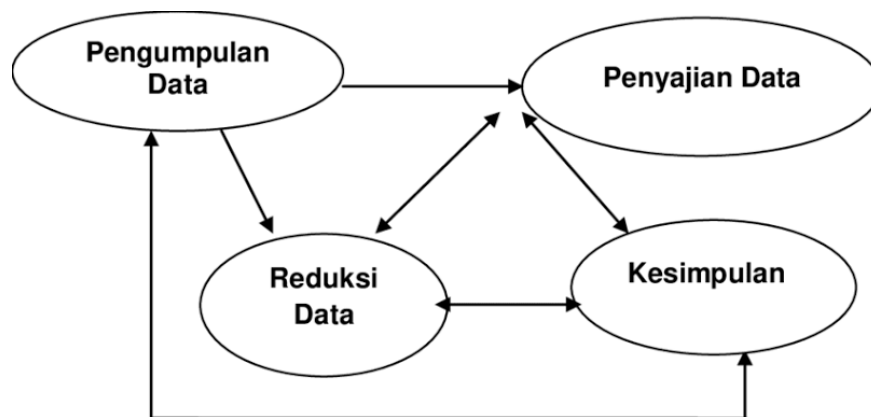 Pengumpulan
Data
Penyajian Data
Reduksi
Data
Kesimpulan